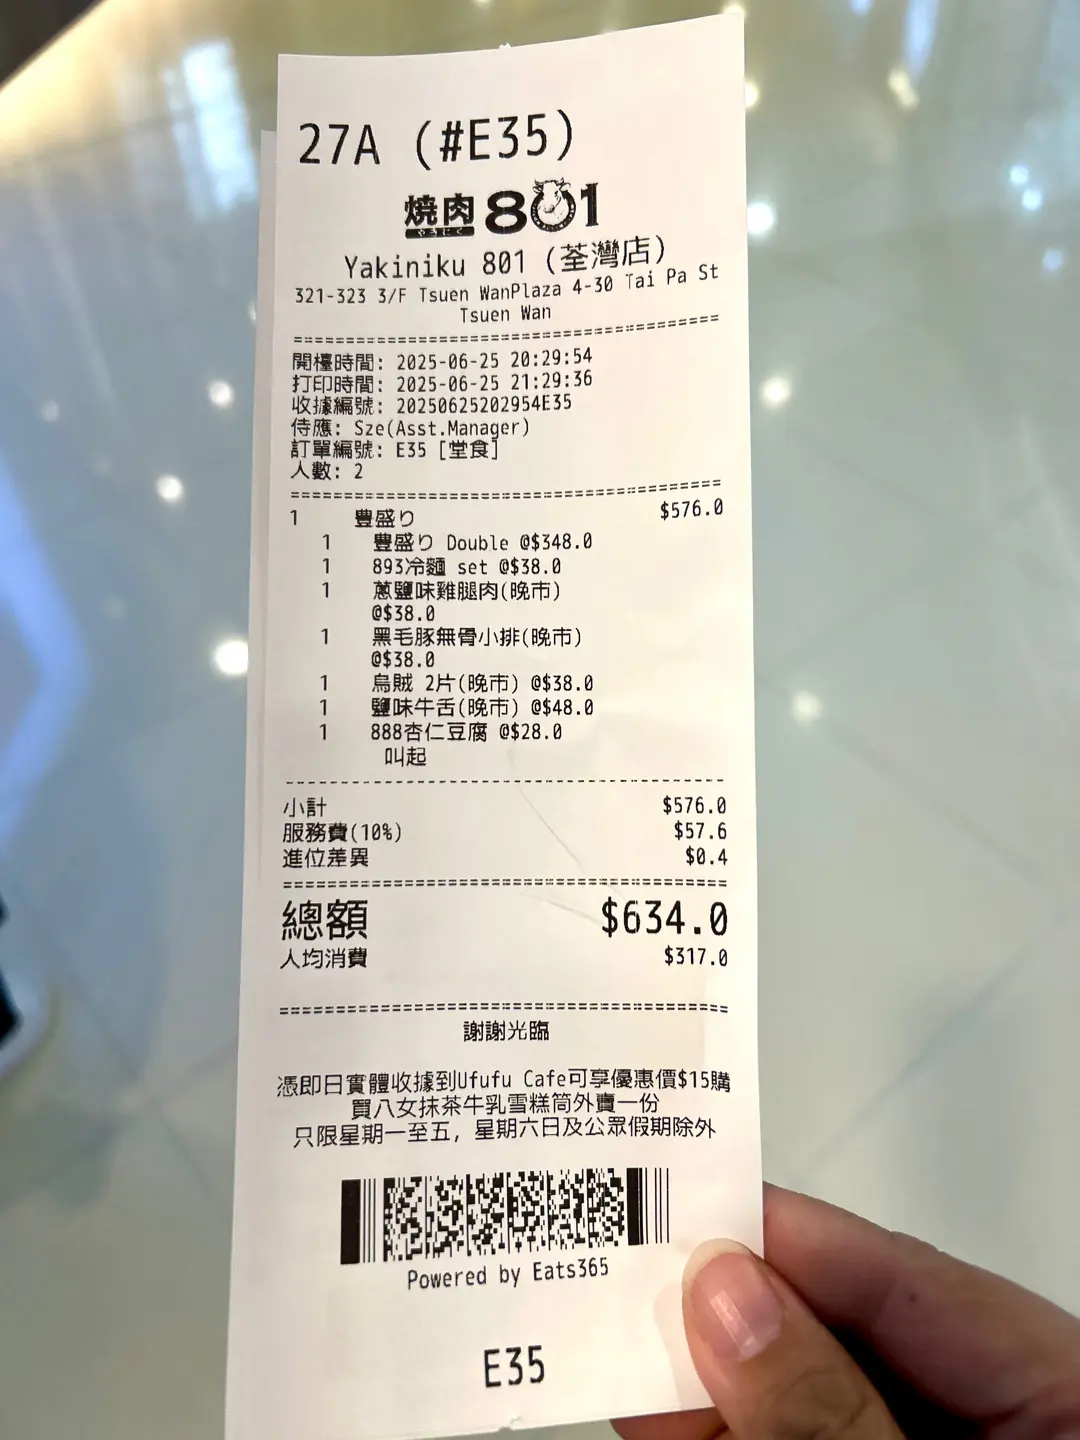 27A (#E35)
焼肉 801
やきにく
Yakiniku 801 (荃灣店)
321-323 3/F Tsuen WanPlaza 4-30 Tai Pa St
Tsuen Wan
開檯時間: 2025-06-25 20:29:54
打印時間: 2025-06-25 21:29:36
收據編號: 20250625202954E35
侍應: Sze(Asst.Manager)
訂單編號: E35 [堂食]
人數: 2
1 豊盛り $576.0
1 豊盛り Double @$348.0
1 893冷麵 set @$38.0
1 蔥鹽味雞腿肉(晚市)
@$38.0
1 黑毛豚無骨小排(晚市)
@$38.0
1 烏賊 2片(晚市) @$38.0
1 鹽味牛舌(晚市) @$48.0
1 888杏仁豆腐 @$28.0
叫起
小計 $576.0
服務費(10%) $57.6
進位差異 $0.4
總額 $634.0
人均消費 $317.0
謝謝光臨
憑即日實體收據到Ufufu Cafe可享優惠價$15購
買八女抹茶牛乳雪糕筒外賣一份
只限星期一至五, 星期六日及公眾假期除外
Powered by Eats365
E35